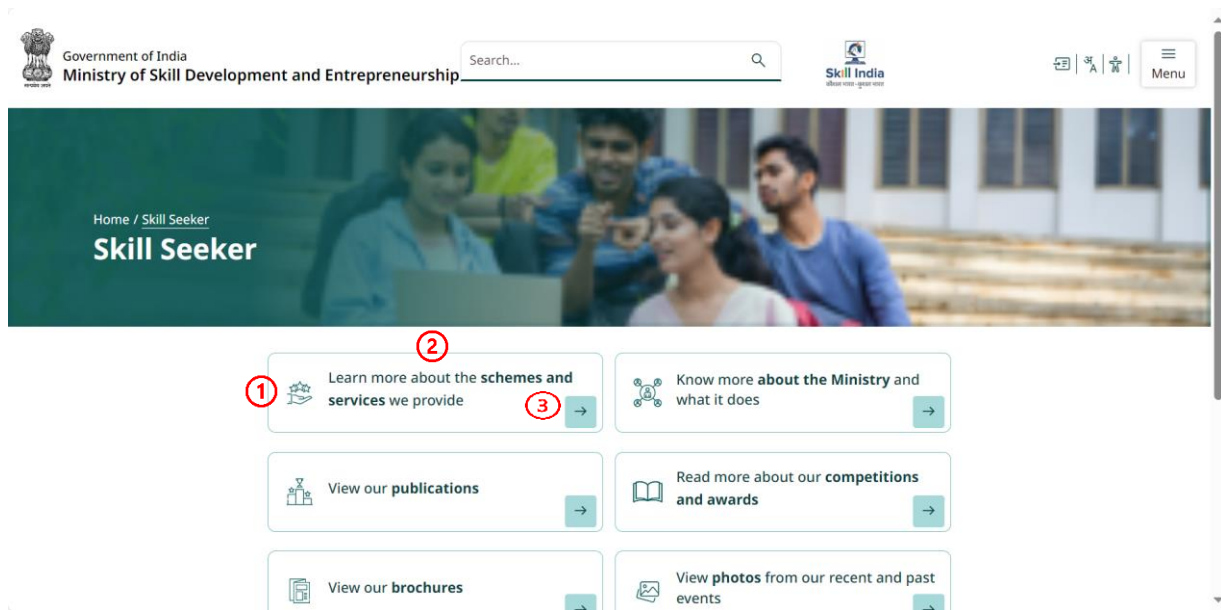 Government of India
Ministry of Skill Development and Entrepreneurship
Search...
Skill India
Menu
Home / Skill Seeker
Skill Seeker
2
1
Learn more about the schemes and
services we provide
3
Know more about the Ministry and
what it does
View our publications
Read more about our competitions
and awards
View our brochures
View photos from our recent and past
events